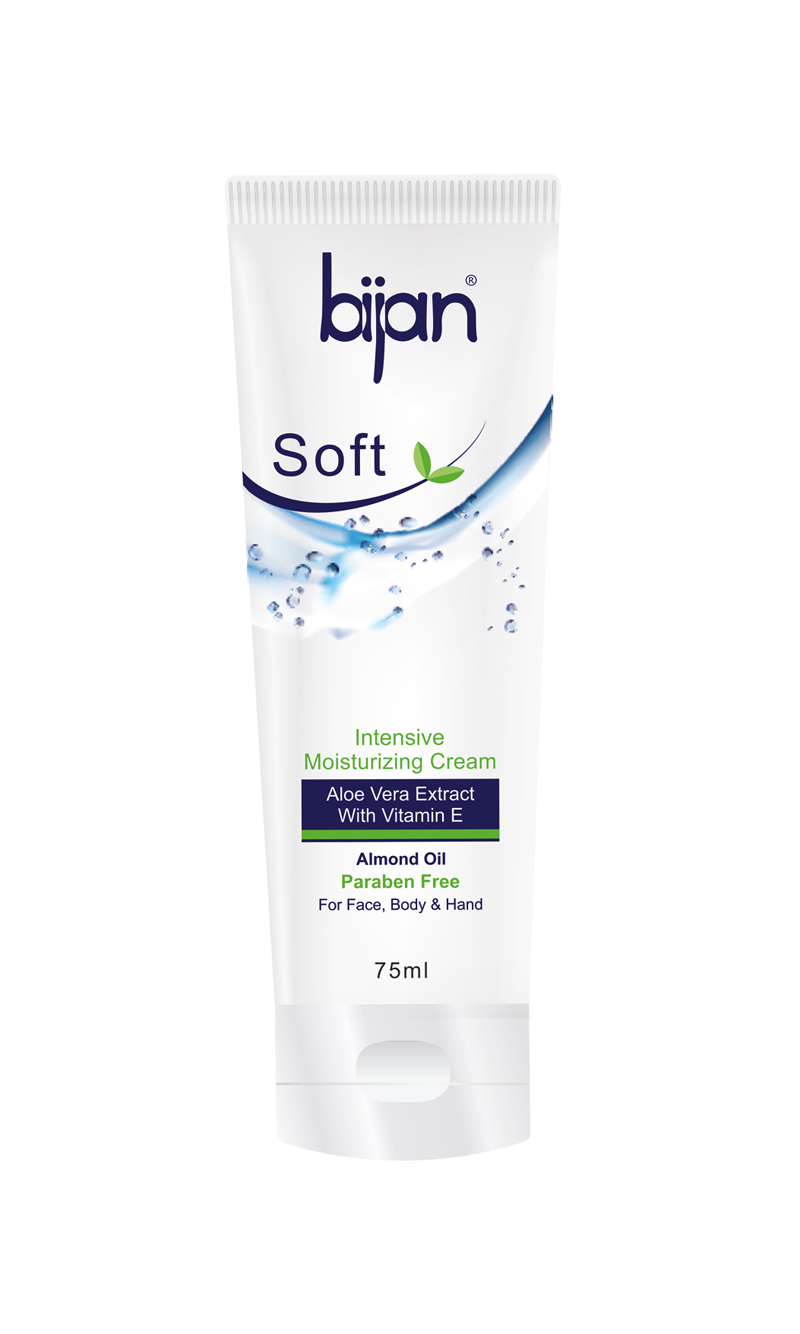 bijan®
Soft
Intensive
Moisturizing Cream
Aloe Vera Extract
With Vitamin E
Almond Oil
Paraben Free
For Face, Body & Hand
75ml